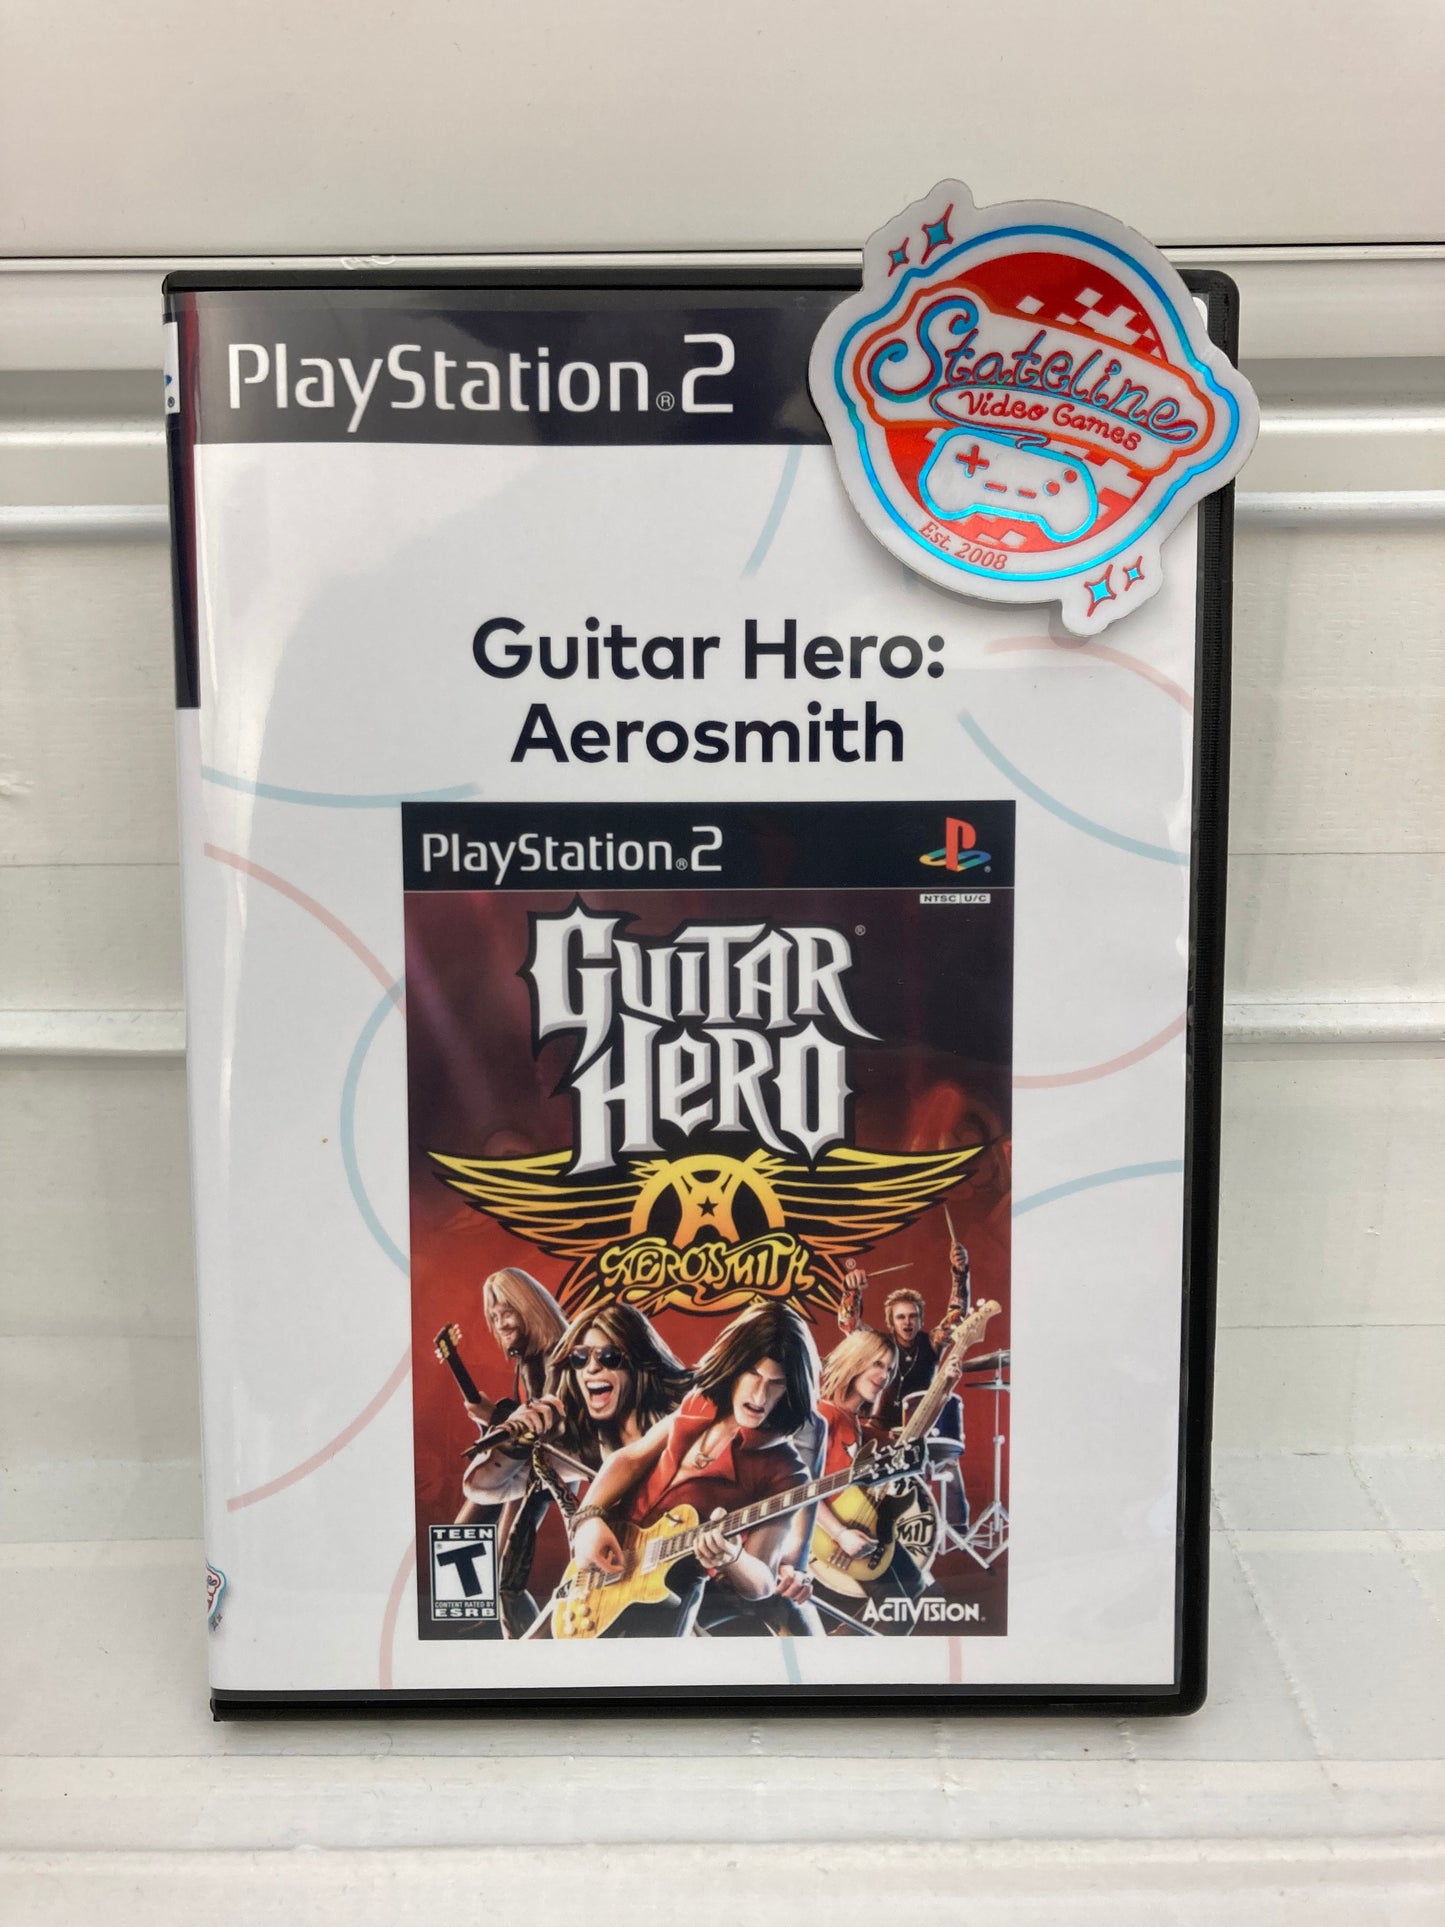 PlayStation®2
Stateline
Video Games
Est. 2008
Guitar Hero:
Aerosmith
PlayStation®2
®
NTSC U/C
GUITAR ®
HERO
AEROSMITH ®
TEEN
T ®
CONTENT RATED BY
ESRB
MIT
ACTIVISION®